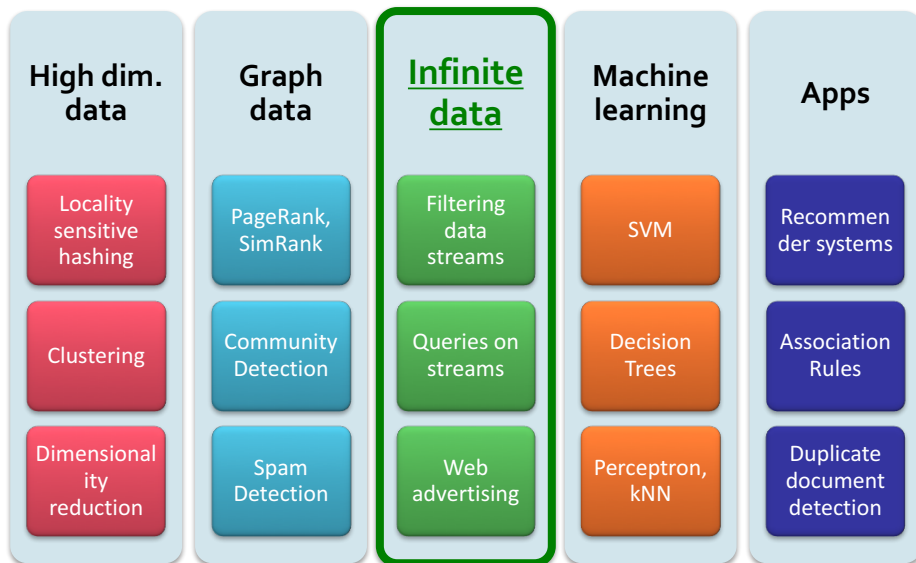 High dim.
data
Locality
sensitive
hashing
Clustering
Dimensional
ity
reduction
Graph
data
PageRank,
SimRank
Community
Detection
Spam
Detection
Infinite
data
Filtering
data
streams
Queries on
streams
Web
advertising
Machine
learning
SVM
Decision
Trees
Perceptron,
kNN
Apps
Recommen
der systems
Association
Rules
Duplicate
document
detection